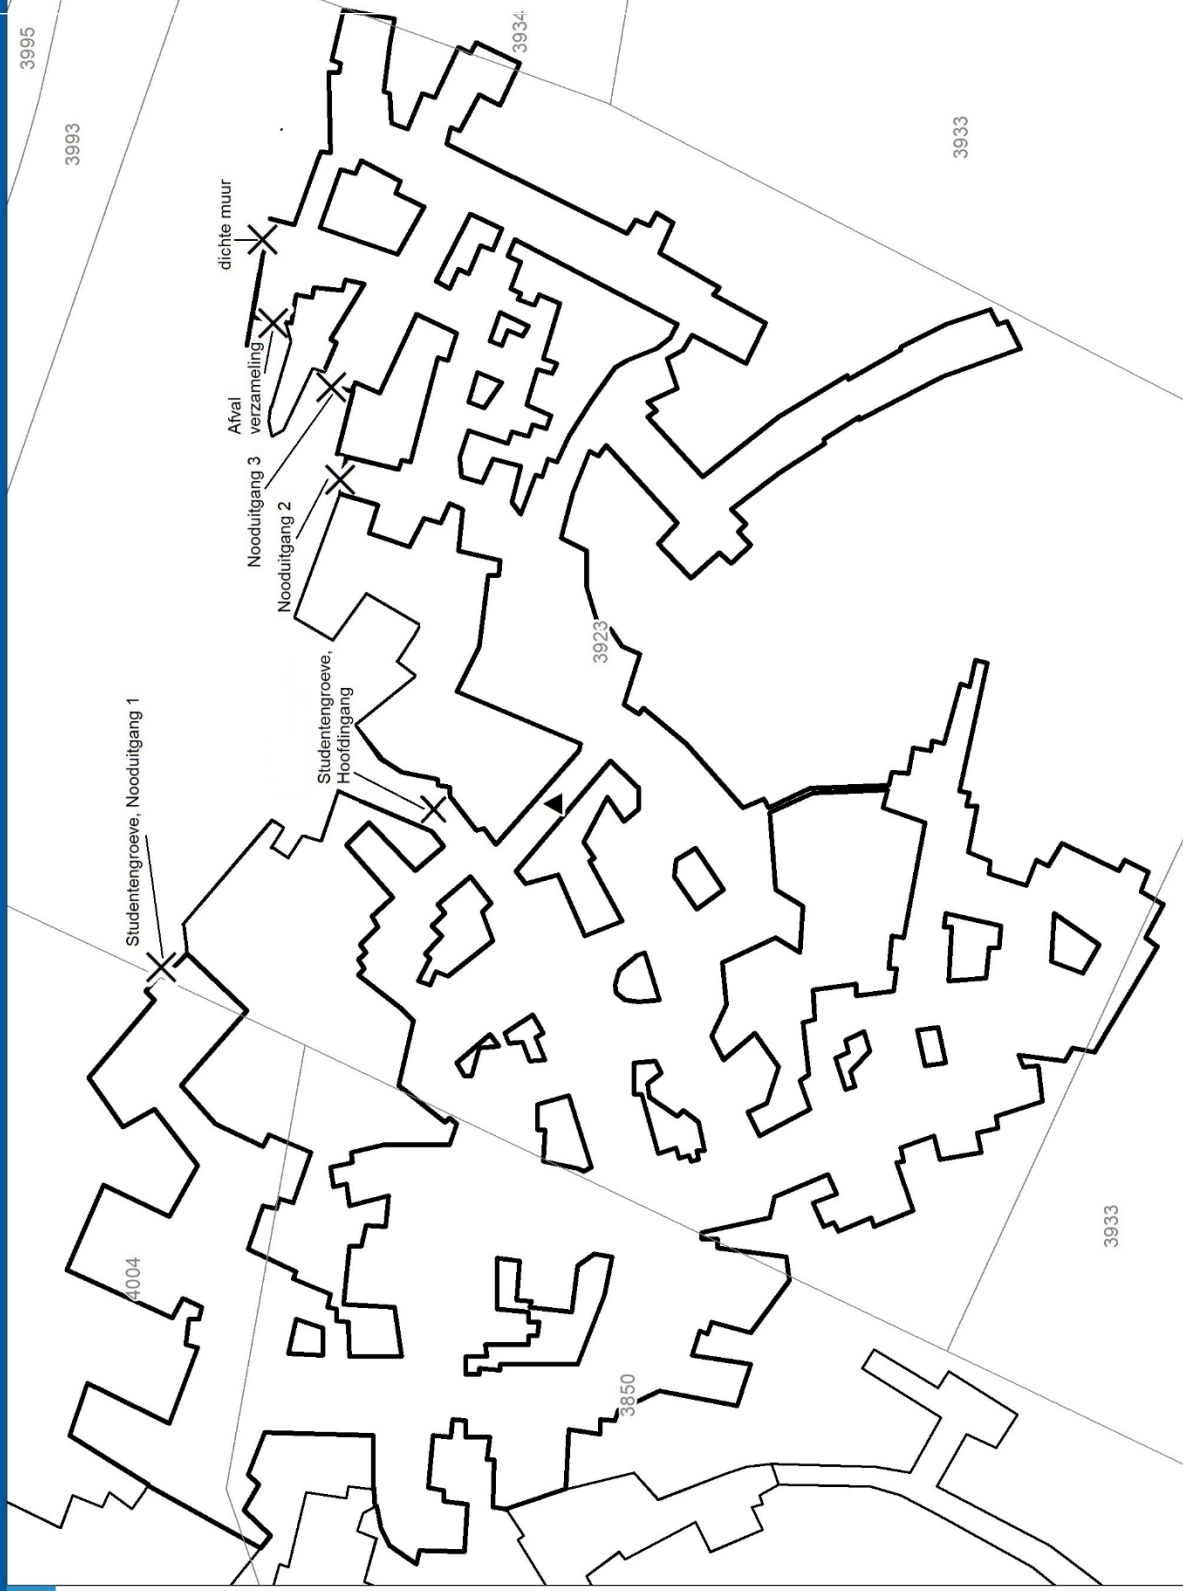 3995
3993
3934
3933
dichte muur
Afval
verzameling
Nooduitgang 3
Nooduitgang 2
Studentengroeve,
Hoofdingang
Studentengroeve, Nooduitgang 1
3923
4004
3850
3933